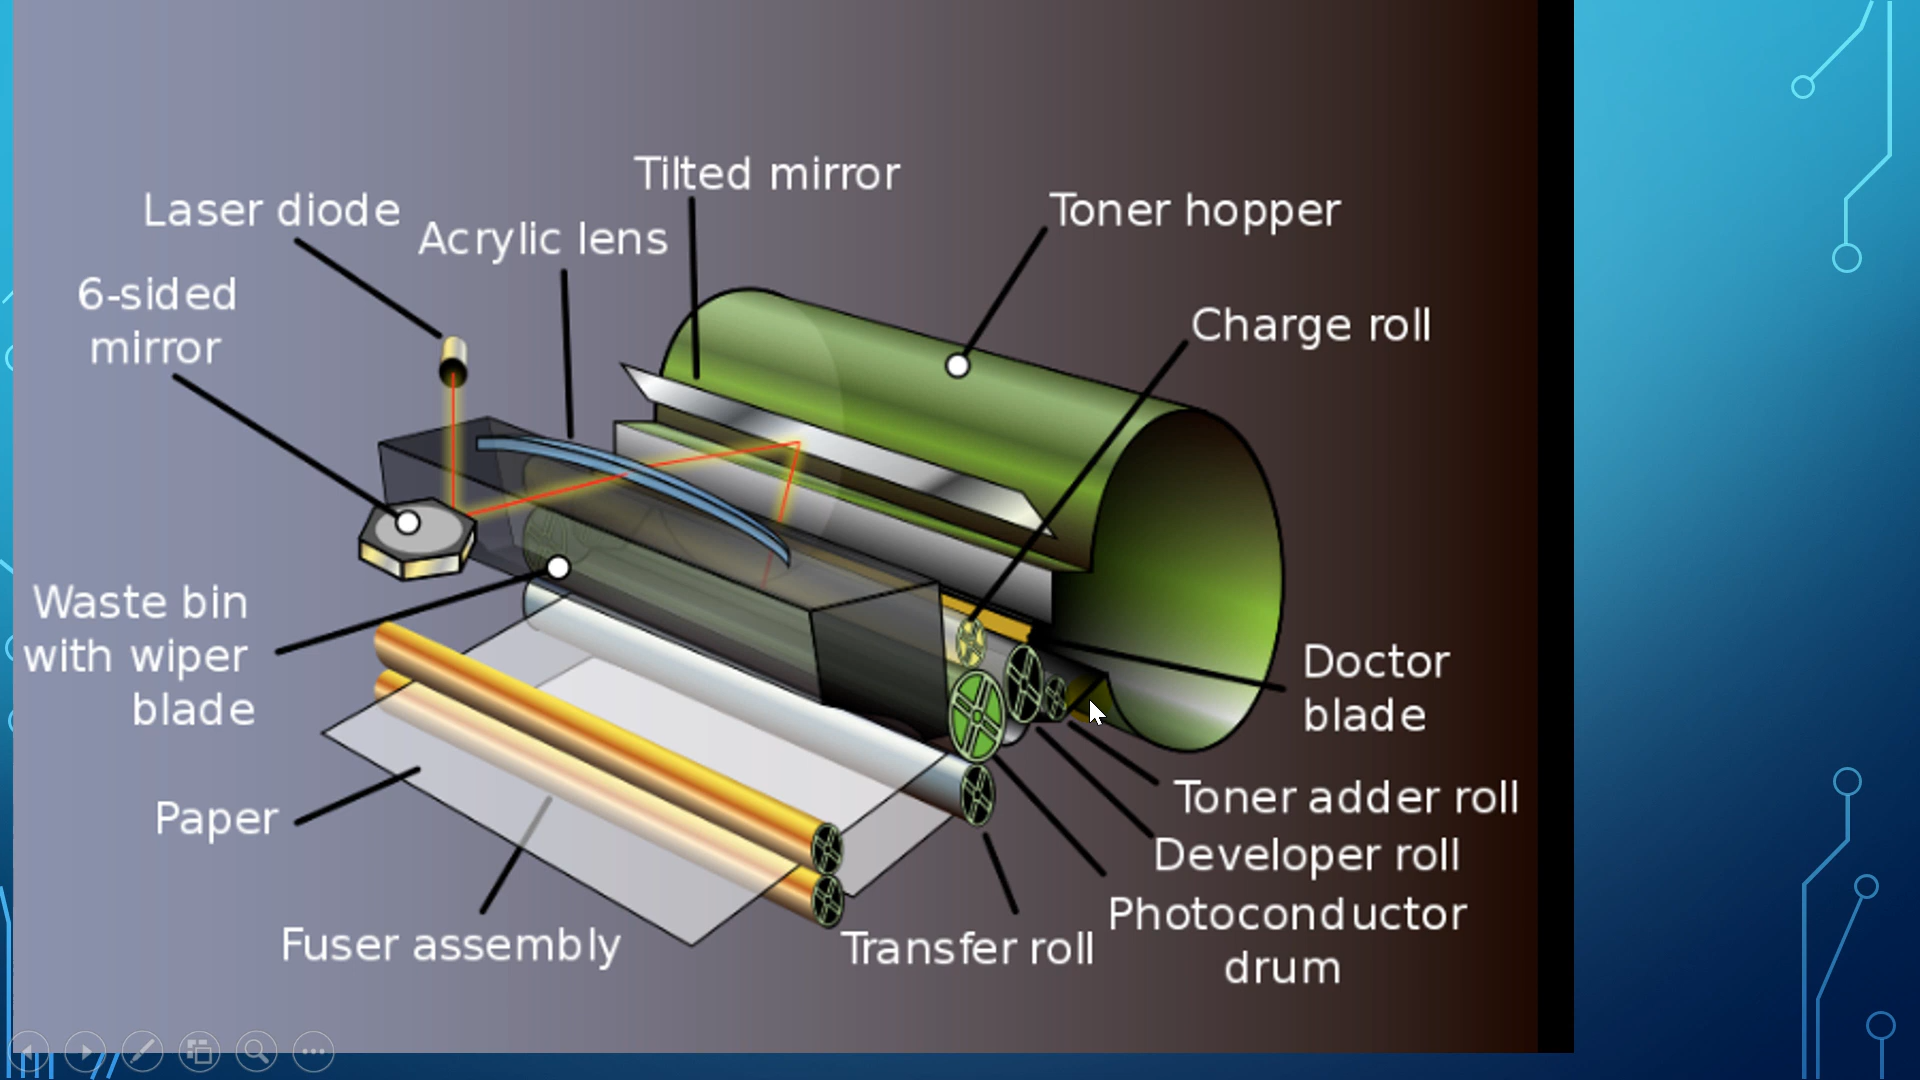 Tilted mirror
Laser diode
Acrylic lens
Toner hopper
6-sided
mirror
Charge roll
Waste bin
with wiper
blade
Doctor
blade
Paper
Toner adder roll
Developer roll
Photoconductor
drum
Fuser assembly
Transfer roll